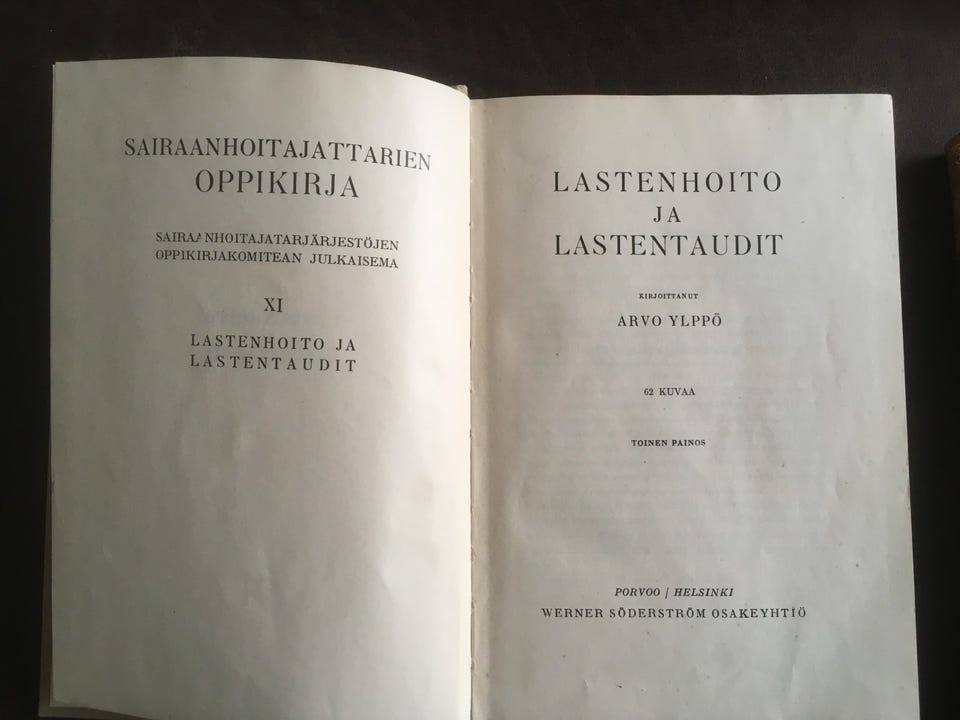 SAIRAANHOITAJATTARIEN
OPPIKIRJA
SAIRAANHOITAJATARJÄRJESTÖJEN
OPPIKIRJAKOMITEAN JULKAISEMA
XI
LASTENHOITO JA
LASTENTAUDIT
LASTENHOITO
JA
LASTENTAUDIT
KIRJOITTANUT
ARVO YLPPÖ
62 KUVAA
TOINEN PAINOS
PORVOO / HELSINKI
WERNER SÖDERSTRÖM OSAKEYHTIÖ